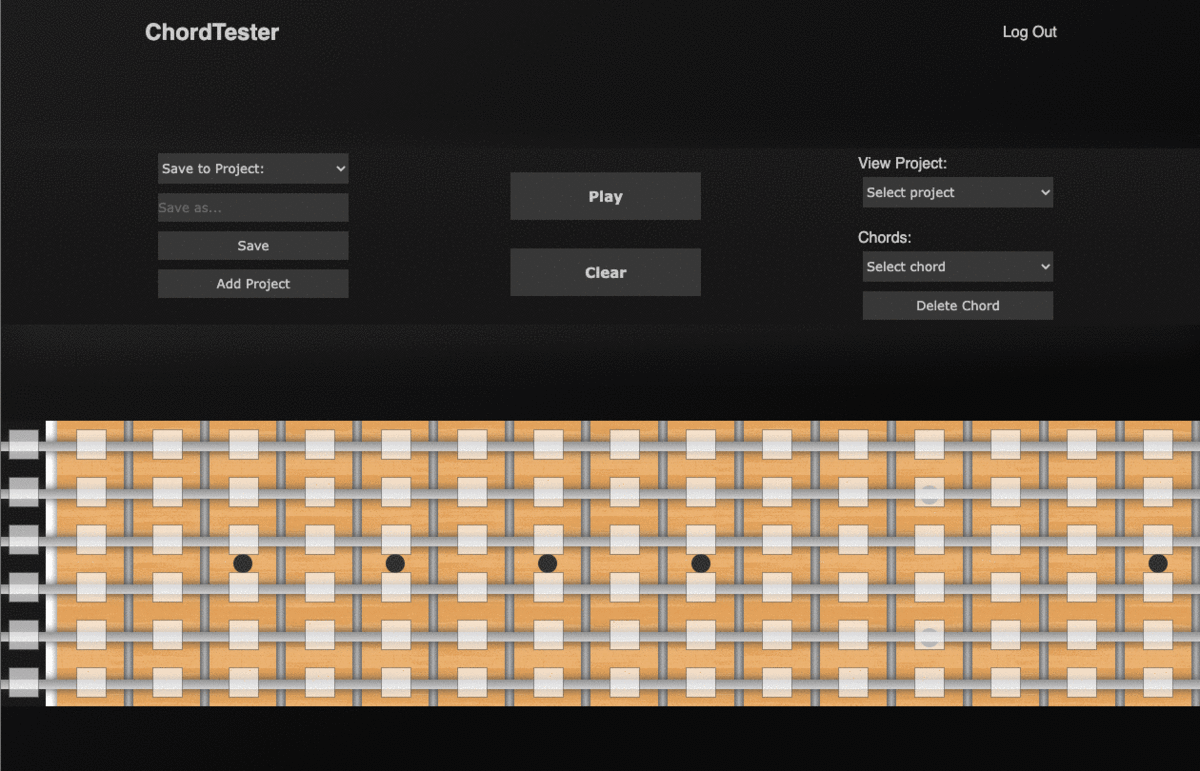 ChordTester
Log Out
Save to Project:
Save as...
Save
Add Project
Play
Clear
View Project:
Select project
Chords:
Select chord
Delete Chord